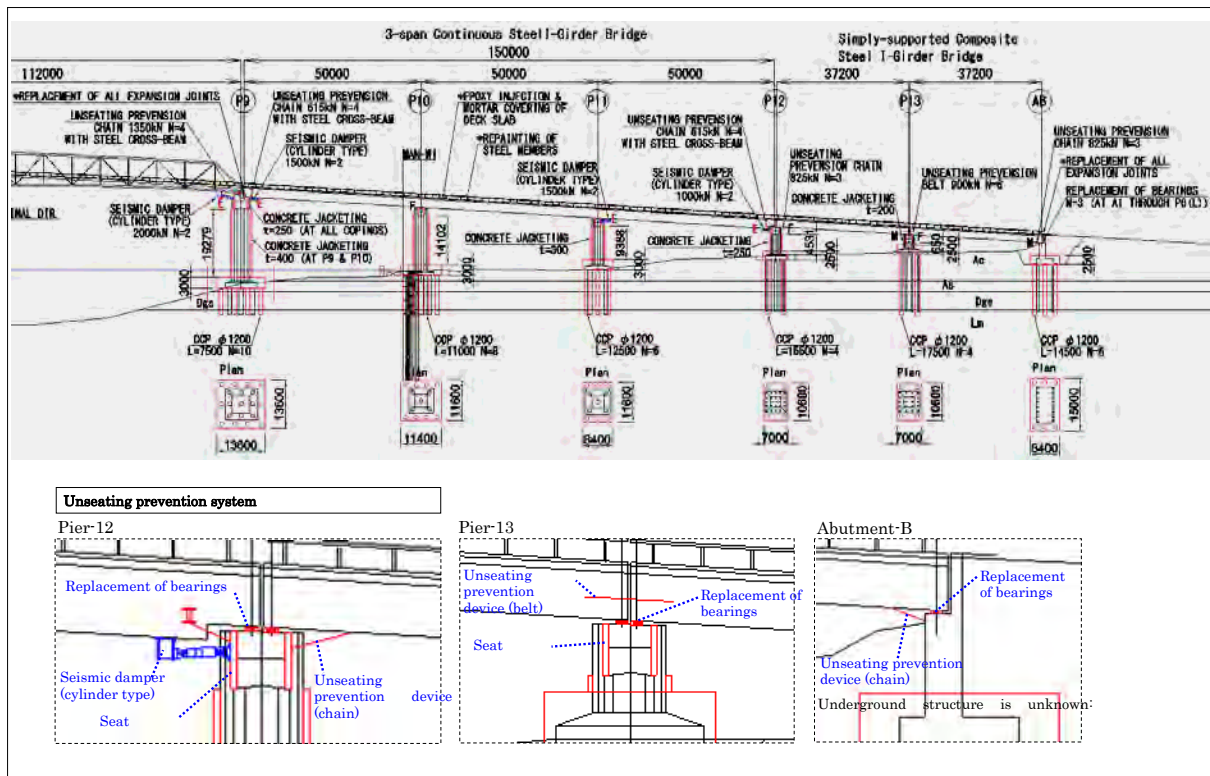 3-span Continuous Steel I-Girder Bridge
Simply-supported Composite
Steel I-Girder Bridge
150000
112000
50000
50000
50000
37200
37200
P9
P10
P11
P12
P13
AB
*REPLACEMENT OF ALL EXPANSION JOINTS
UNSEATING PREVENSION
CHAIN 1350kN N=4
WITH STEEL CROSS-BEAM
UNSEATING PREVENSION
CHAIN 615kN N=4
WITH STEEL CROSS-BEAM
SEISMIC DAMPER
(CYLINDER TYPE)
1500kN N=2
*EPOXY INJECTION &
MORTAR COVERING OF
DECK SLAB
*REPAINTING OF
STEEL MEMBERS
SEISMIC DAMPER
(CYLINDER TYPE)
1500kN N=2
UNSEATING PREVENSION
CHAIN 615kN N=4
WITH STEEL CROSS-BEAM
SEISMIC DAMPER
(CYLINDER TYPE)
1000kN N=2
UNSEATING
PREVENSION CHAIN
825kN N=3
CONCRETE JACKETING
t=200
UNSEATING PREVENSION
BELT 900kN N=6
UNSEATING PREVENSION
CHAIN 825kN N=3
*REPLACEMENT OF ALL
EXPANSION JOINTS
REPLACEMENT OF BEARINGS
SEISMIC DAMPER
(CYLINDER TYPE)
2000kN N=2
CONCRETE JACKETING
t=250 (AT ALL COPINGS)
CONCRETE JACKETING
t=400 (AT P9 & P10)
CONCRETE JACKETING
t=300
CONCRETE JACKETING
t=250
19279
3000
14102
3000
9368
3000
4531
2500
650
2500
2500
Ac
As
Dgs
Dgs
Lm
CCP φ1200
L=7500 N=10
CCP φ1200
L=11000 N=8
CCP φ1200
L=12500 N=6
CCP φ1200
L=15500 N=4
CCP φ1200
L=17500 N=4
CCP φ1200
L=14500 N=6
Plan
Plan
Plan
Plan
Plan
Plan
13600
11600
11600
10600
10600
15000
13600
11400
8400
7000
7000
Unseating prevention system
Pier-12
Pier-13
Abutment-B
Replacement of bearings
Seismic damper
(cylinder type)
Seat
Unseating
prevention device
(chain)
Unseating
prevention
device (belt)
Replacement of
bearings
Seat
Replacement
of bearings
Unseating prevention
device (chain)
Underground structure is unknown